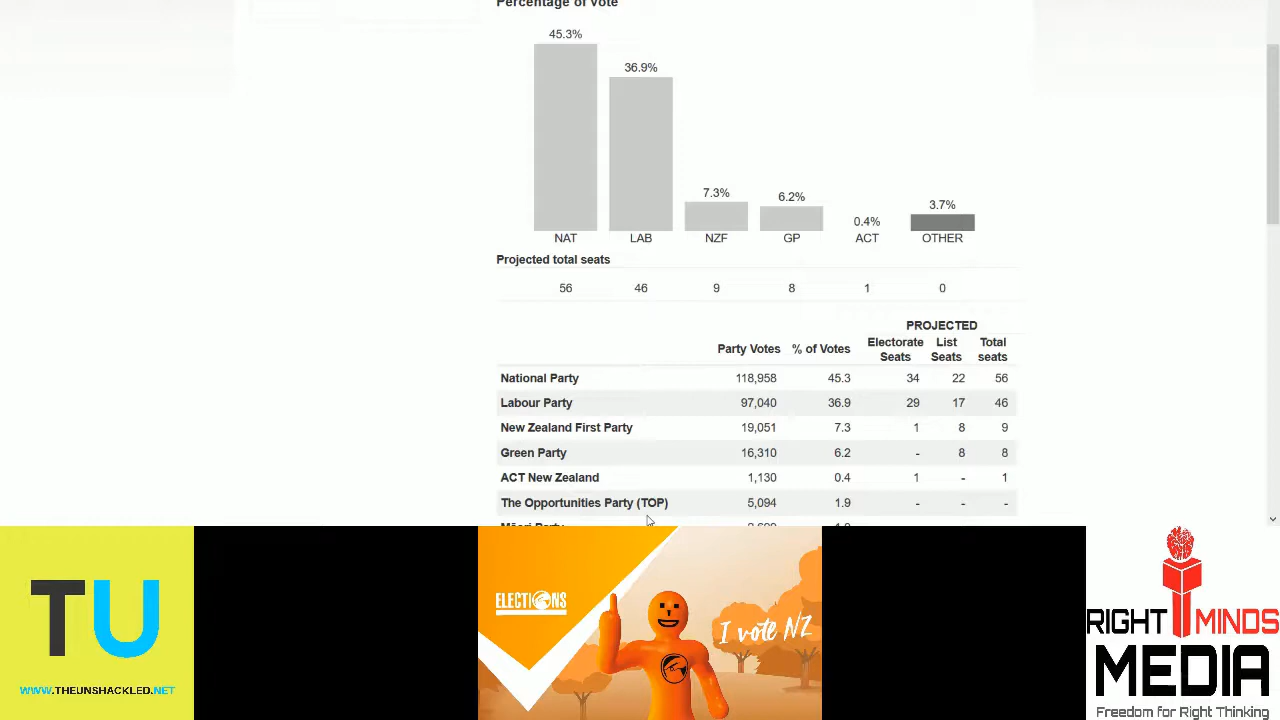 Percentage of vote
45.3%
36.9%
7.3%
6.2%
0.4%
3.7%
NAT LAB NZF GP ACT OTHER
Projected total seats
56 46 9 8 1 0
PROJECTED
Party Votes % of Votes Electorate Seats List Seats Total seats
National Party 118,958 45.3 34 22 56
Labour Party 97,040 36.9 29 17 46
New Zealand First Party 19,051 7.3 1 8 9
Green Party 16,310 6.2 - 8 8
ACT New Zealand 1,130 0.4 1 - 1
The Opportunities Party (TOP) 5,094 1.9 - - -
Māori Party
TU
WWW.THEUNSHACKLED.NET
ELECTIONS
I vote NZ
RIGHT MINDS
MEDIA
Freedom for Right Thinking